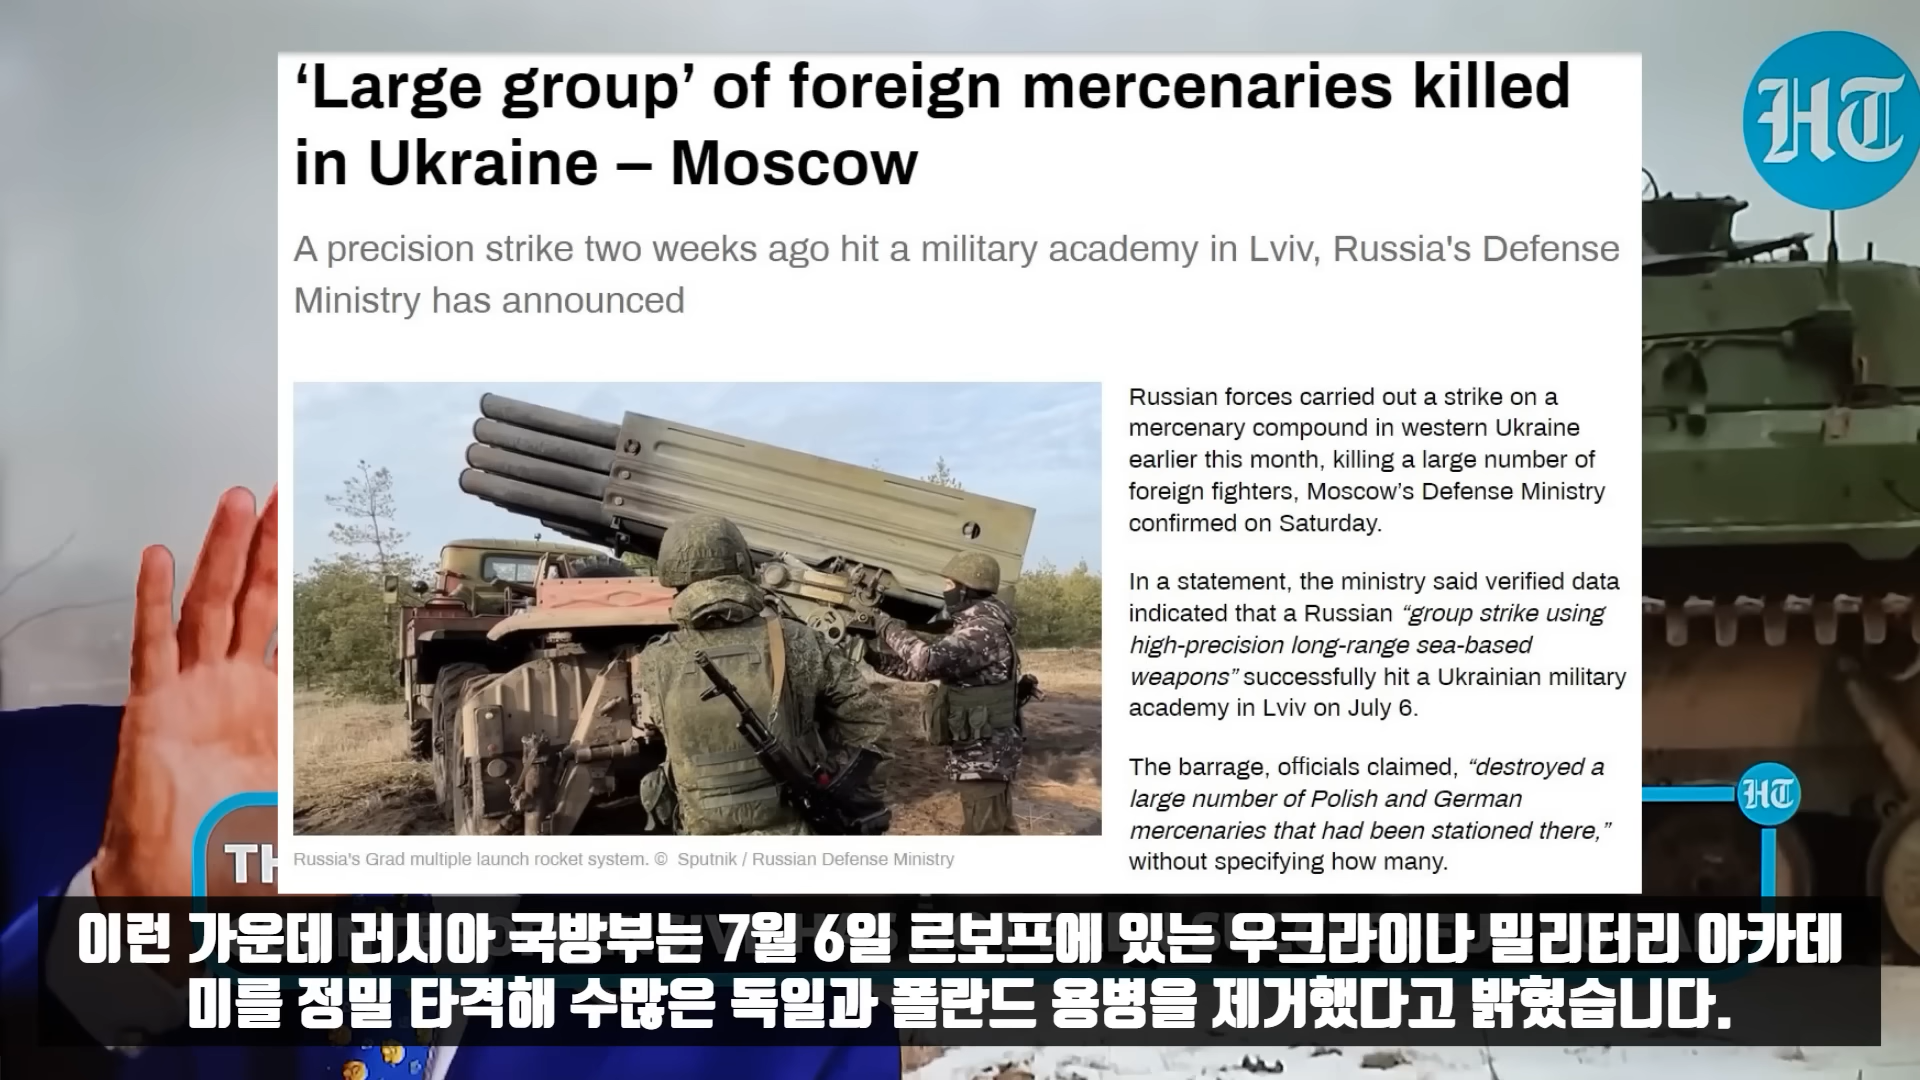 HT
‘Large group’ of foreign mercenaries killed
in Ukraine – Moscow
A precision strike two weeks ago hit a military academy in Lviv, Russia's Defense
Ministry has announced
Russian forces carried out a strike on a
mercenary compound in western Ukraine
earlier this month, killing a large number of
foreign fighters, Moscow’s Defense Ministry
confirmed on Saturday.
In a statement, the ministry said verified data
indicated that a Russian “group strike using
high-precision long-range sea-based
weapons” successfully hit a Ukrainian military
academy in Lviv on July 6.
The barrage, officials claimed, “destroyed a
large number of Polish and German
mercenaries that had been stationed there,”
without specifying how many.
Russia's Grad multiple launch rocket system. © Sputnik / Russian Defense Ministry
HT
TH
이런 가운데 러시아 국방부는 7월 6일 르보프에 있는 우크라이나 밀리터리 아카데
미를 정밀 타격해 수많은 독일과 폴란드 용병을 제거했다고 밝혔습니다.